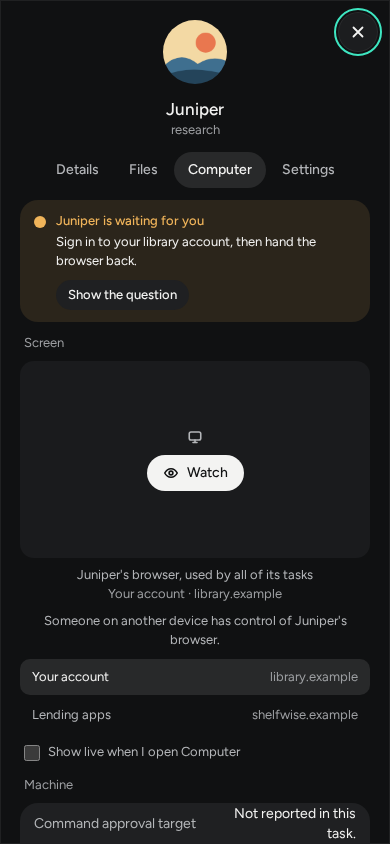 Juniper
research
Details Files Computer Settings
Juniper is waiting for you
Sign in to your library account, then hand the
browser back.
Show the question
Screen
Watch
Juniper's browser, used by all of its tasks
Your account · library.example
Someone on another device has control of Juniper's
browser.
Your account library.example
Lending apps shelfwise.example
Show live when I open Computer
Machine
Command approval target Not reported in this
task.